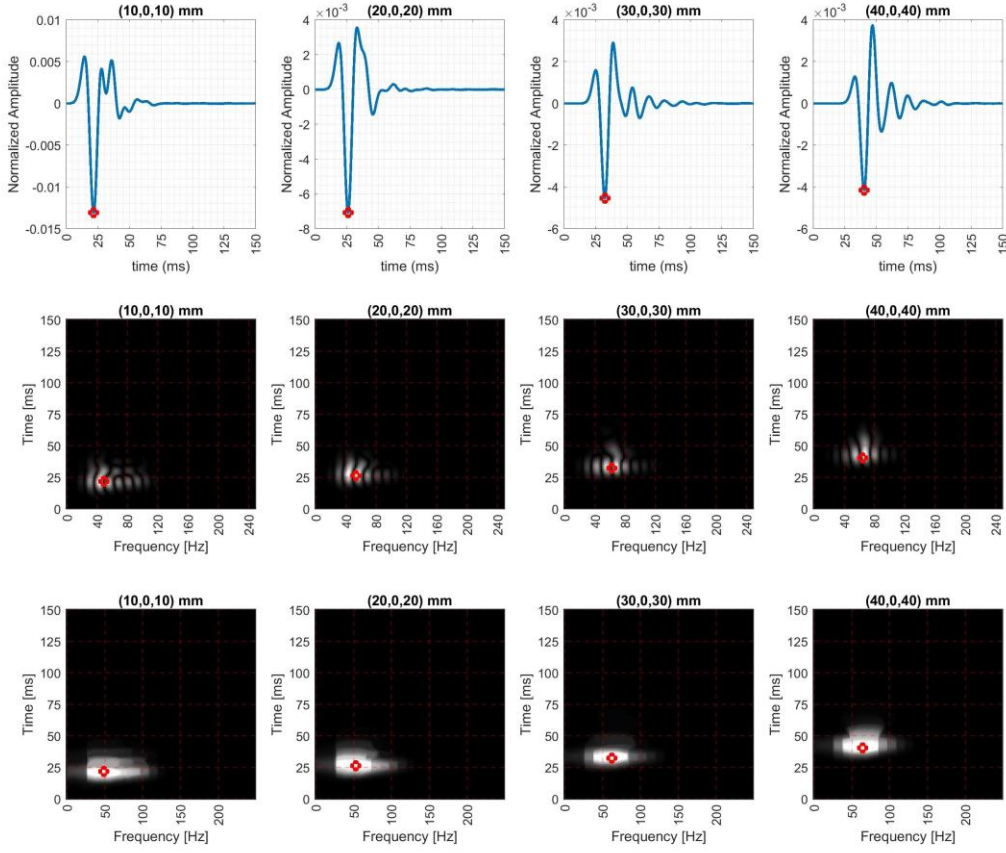 (10,0,10) mm
(20,0,20) mm
(30,0,30) mm
(40,0,40) mm
Normalized Amplitude
0.01
0.005
0
-0.005
-0.01
-0.015
0 25 50 75 100 125 150
time (ms)
Normalized Amplitude
×10⁻³
4
2
0
-2
-4
-6
-8
0 25 50 75 100 125 150
time (ms)
Normalized Amplitude
×10⁻³
4
2
0
-2
-4
-6
0 25 50 75 100 125 150
time (ms)
Normalized Amplitude
×10⁻³
4
2
0
-2
-4
-6
0 25 50 75 100 125 150
time (ms)
(10,0,10) mm
(20,0,20) mm
(30,0,30) mm
(40,0,40) mm
Time [ms]
150
125
100
75
50
25
0
0 40 80 120 160 200 240
Frequency [Hz]
Time [ms]
150
125
100
75
50
25
0
0 40 80 120 160 200 240
Frequency [Hz]
Time [ms]
150
125
100
75
50
25
0
0 40 80 120 160 200 240
Frequency [Hz]
Time [ms]
150
125
100
75
50
25
0
0 40 80 120 160 200 240
Frequency [Hz]
(10,0,10) mm
(20,0,20) mm
(30,0,30) mm
(40,0,40) mm
Time [ms]
150
125
100
75
50
25
0
0 50 100 150 200
Frequency [Hz]
Time [ms]
150
125
100
75
50
25
0
0 50 100 150 200
Frequency [Hz]
Time [ms]
150
125
100
75
50
25
0
0 50 100 150 200
Frequency [Hz]
Time [ms]
150
125
100
75
50
25
0
0 50 100 150 200
Frequency [Hz]